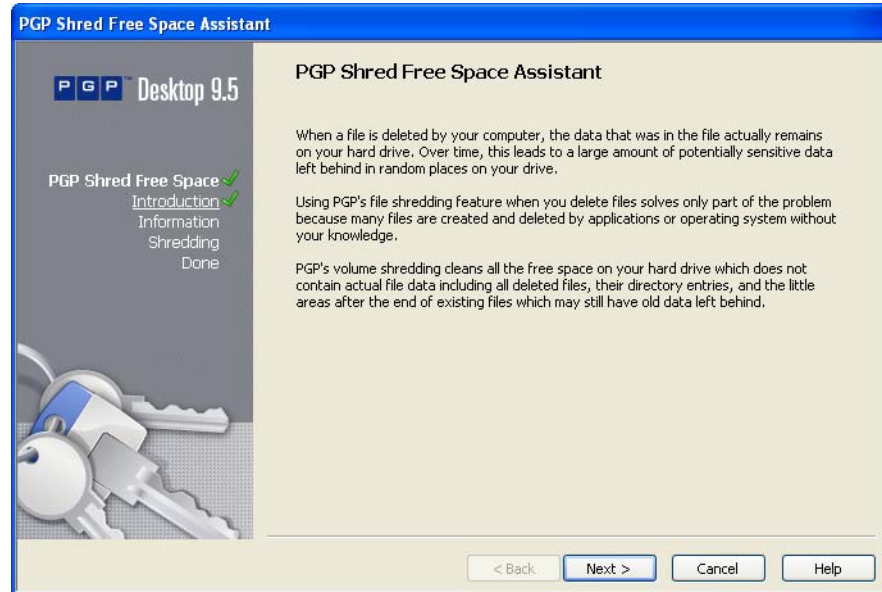 PGP Shred Free Space Assistant
PGP™ Desktop 9.5
PGP Shred Free Space
Introduction
Information
Shredding
Done
PGP Shred Free Space Assistant
When a file is deleted by your computer, the data that was in the file actually remains
on your hard drive. Over time, this leads to a large amount of potentially sensitive data
left behind in random places on your drive.
Using PGP's file shredding feature when you delete files solves only part of the problem
because many files are created and deleted by applications or operating system without
your knowledge.
PGP's volume shredding cleans all the free space on your hard drive which does not
contain actual file data including all deleted files, their directory entries, and the little
areas after the end of existing files which may still have old data left behind.
< Back
Next >
Cancel
Help